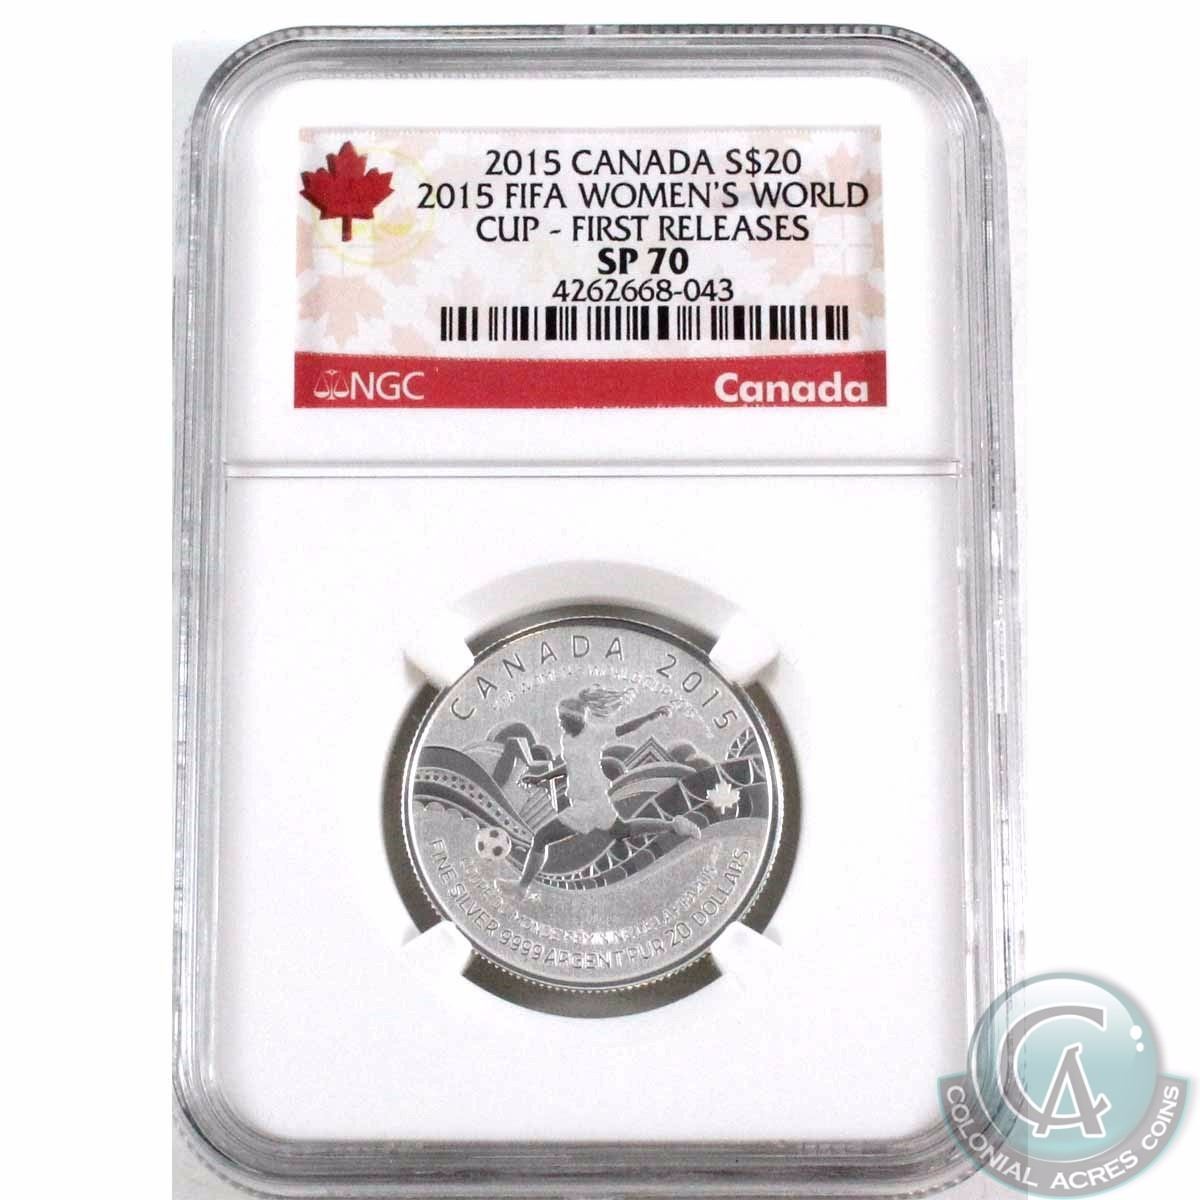 2015 CANADA S$20
2015 FIFA WOMEN'S WORLD
CUP - FIRST RELEASES
SP 70
4262668-043
NGC
Canada
CANADA 2015
FINE SILVER 9999 ARGENT PUR 20 DOLLARS
CA
COLONIAL ACRES COINS